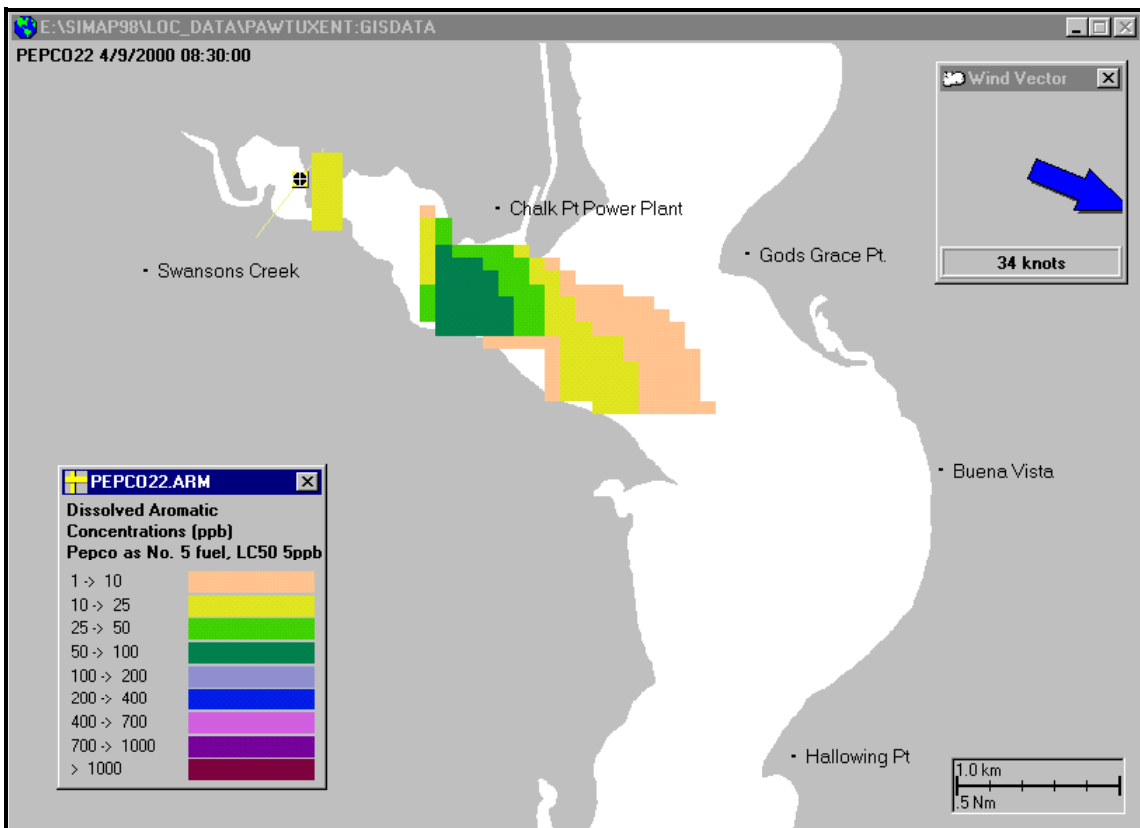 E:\SIMAP98\LOC_DATA\PAWTUXENT:GISDATA
PEPCO22 4/9/2000 08:30:00
Wind Vector
34 knots
Chalk Pt Power Plant
Gods Grace Pt.
Swansons Creek
Buena Vista
Hallowing Pt
PEPCO22.ARM
Dissolved Aromatic
Concentrations (ppb)
Pepco as No. 5 fuel, LC50 5ppb
1 -> 10
10 -> 25
25 -> 50
50 -> 100
100 -> 200
200 -> 400
400 -> 700
700 -> 1000
> 1000
1.0 km
.5 Nm